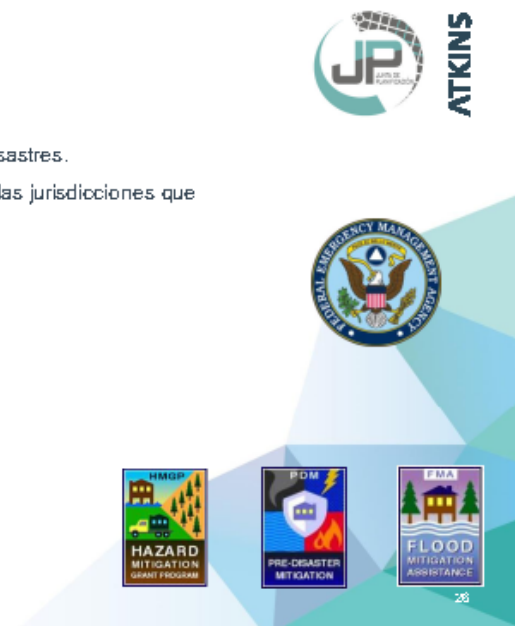 JP
JUNTA DE
PLANIFICACIÓN
ATKINS
sastres.
las jurisdicciones que
FEDERAL EMERGENCY MANAGEMENT AGENCY
HMGP
HAZARD
MITIGATION
GRANT PROGRAM
PDM
PRE-DISASTER
MITIGATION
FMA
FLOOD
MITIGATION
ASSISTANCE